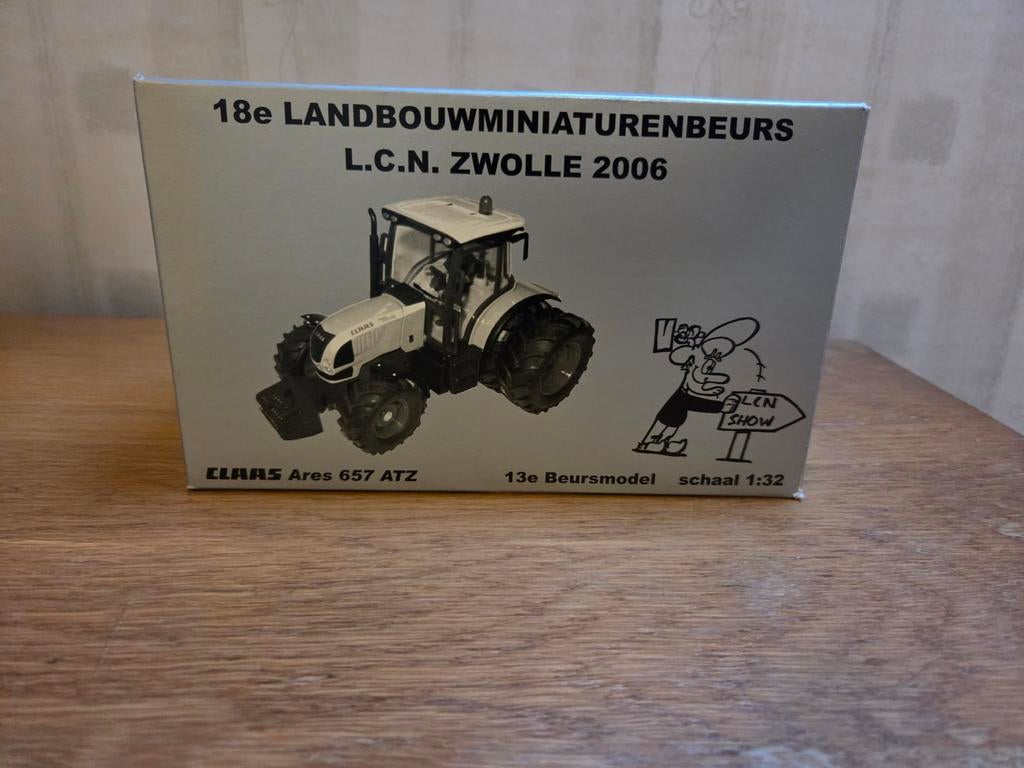 18e LANDBOUWMINIATURENBEURS
L.C.N. ZWOLLE 2006
CLAAS
LCN
SHOW
CLAAS Ares 657 ATZ 13e Beursmodel schaal 1:32